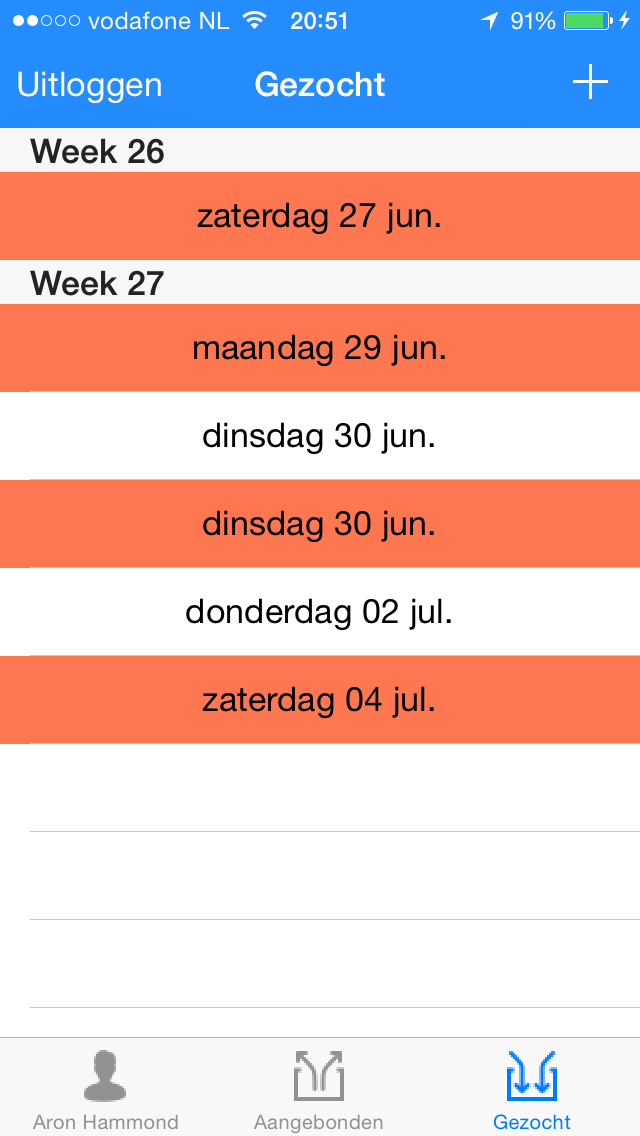 vodafone NL 20:51 91%
Uitloggen Gezocht
Week 26
zaterdag 27 jun.
Week 27
maandag 29 jun.
dinsdag 30 jun.
dinsdag 30 jun.
donderdag 02 jul.
zaterdag 04 jul.
Aron Hammond Aangebonden Gezocht